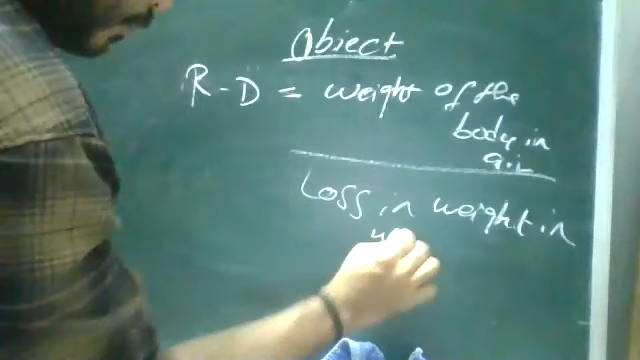 Object
R-D = weight of the
body in
air
Loss in weight in